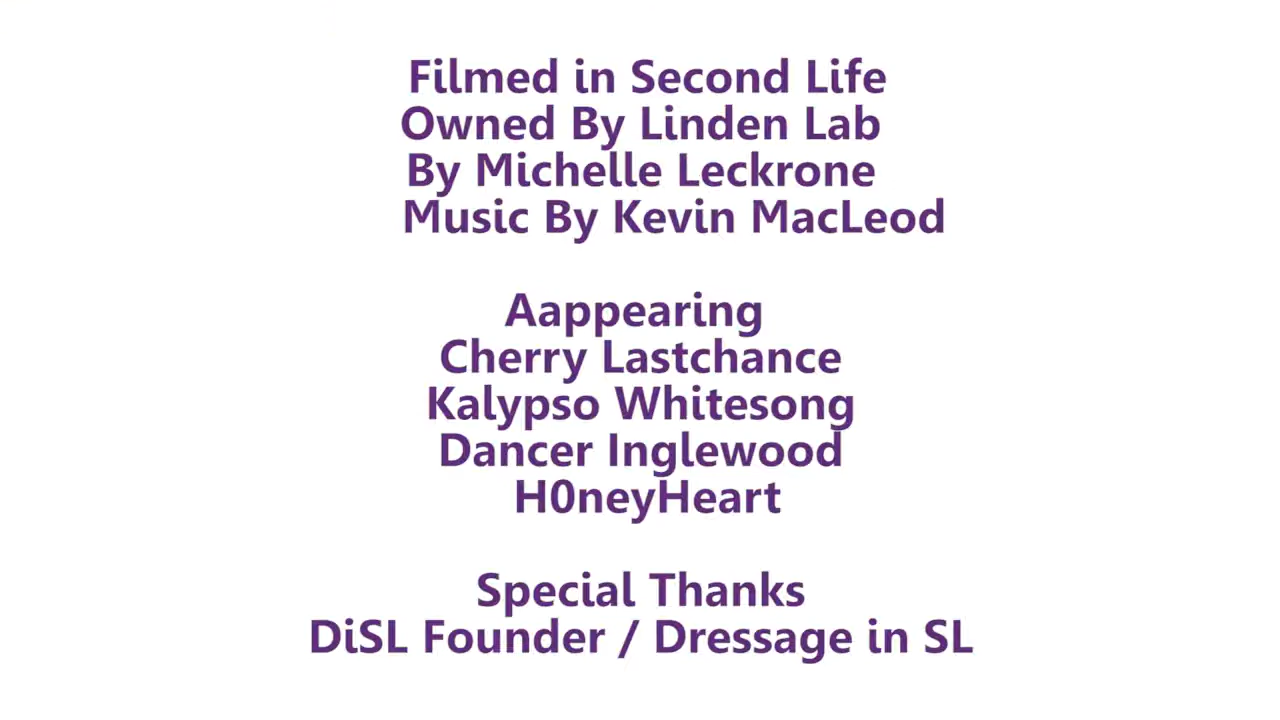 Filmed in Second Life
Owned By Linden Lab
By Michelle Leckrone
Music By Kevin MacLeod
Aappearing
Cherry Lastchance
Kalypso Whitesong
Dancer Inglewood
H0neyHeart
Special Thanks
DiSL Founder / Dressage in SL